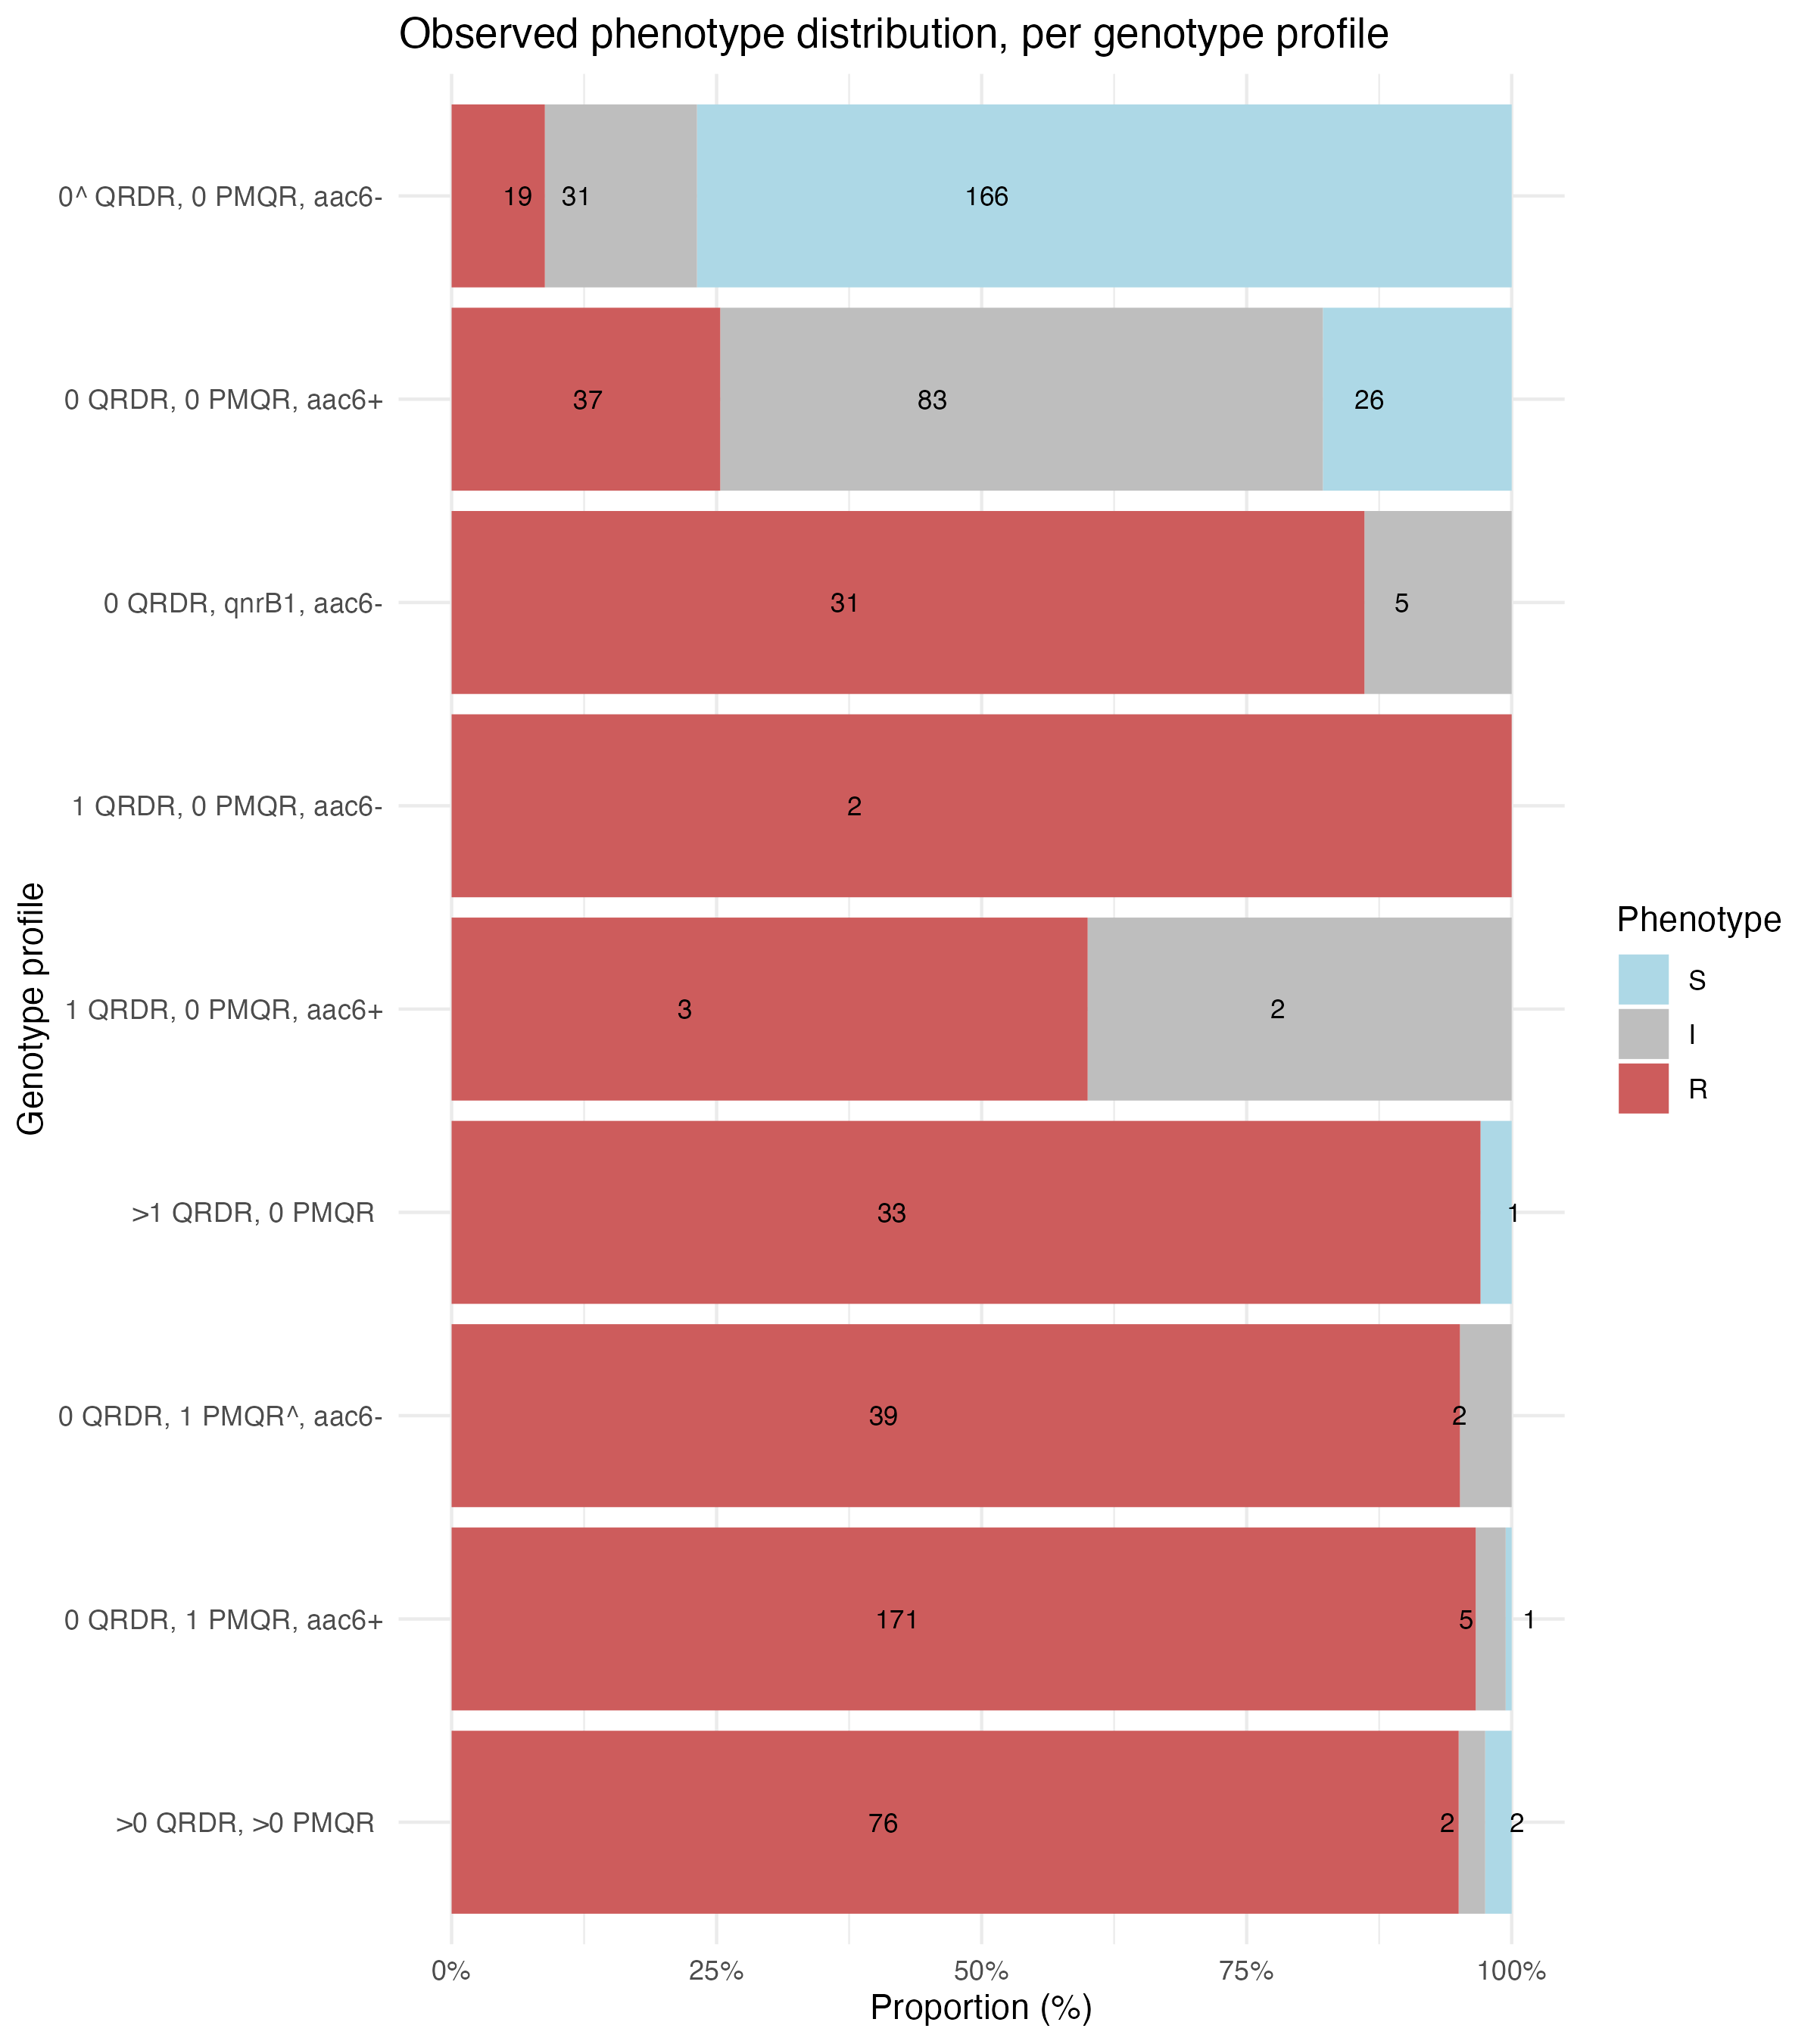 Observed phenotype distribution, per genotype profile
0^ QRDR, 0 PMQR, aac6-
19 31 166
0 QRDR, 0 PMQR, aac6+
37 83 26
0 QRDR, qnrB1, aac6-
31 5
1 QRDR, 0 PMQR, aac6-
2
1 QRDR, 0 PMQR, aac6+
3 2
>1 QRDR, 0 PMQR
33 1
0 QRDR, 1 PMQR^, aac6-
39 2
0 QRDR, 1 PMQR, aac6+
171 5 1
>0 QRDR, >0 PMQR
76 2 2
0% 25% 50% 75% 100%
Proportion (%)
Genotype profile
Phenotype
S
I
R